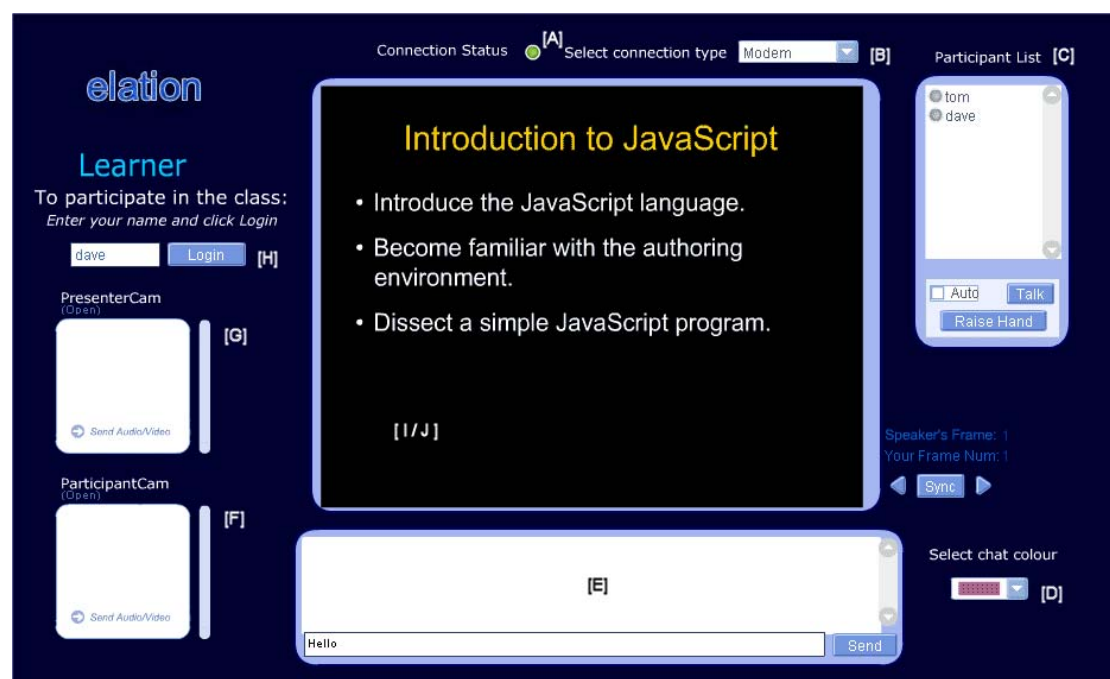 Connection Status [A] Select connection type Modem [B]
Participant List [C]
elation
Learner
To participate in the class:
Enter your name and click Login
dave Login [H]
PresenterCam
(Open)
[G]
Send Audio/Video
ParticipantCam
(Open)
[F]
Send Audio/Video
Introduction to JavaScript
• Introduce the JavaScript language.
• Become familiar with the authoring
environment.
• Dissect a simple JavaScript program.
[I/J]
tom
dave
Auto Talk
Raise Hand
Speaker's Frame: 1
Your Frame Num: 1
Sync
[E]
Hello Send
Select chat colour
[D]